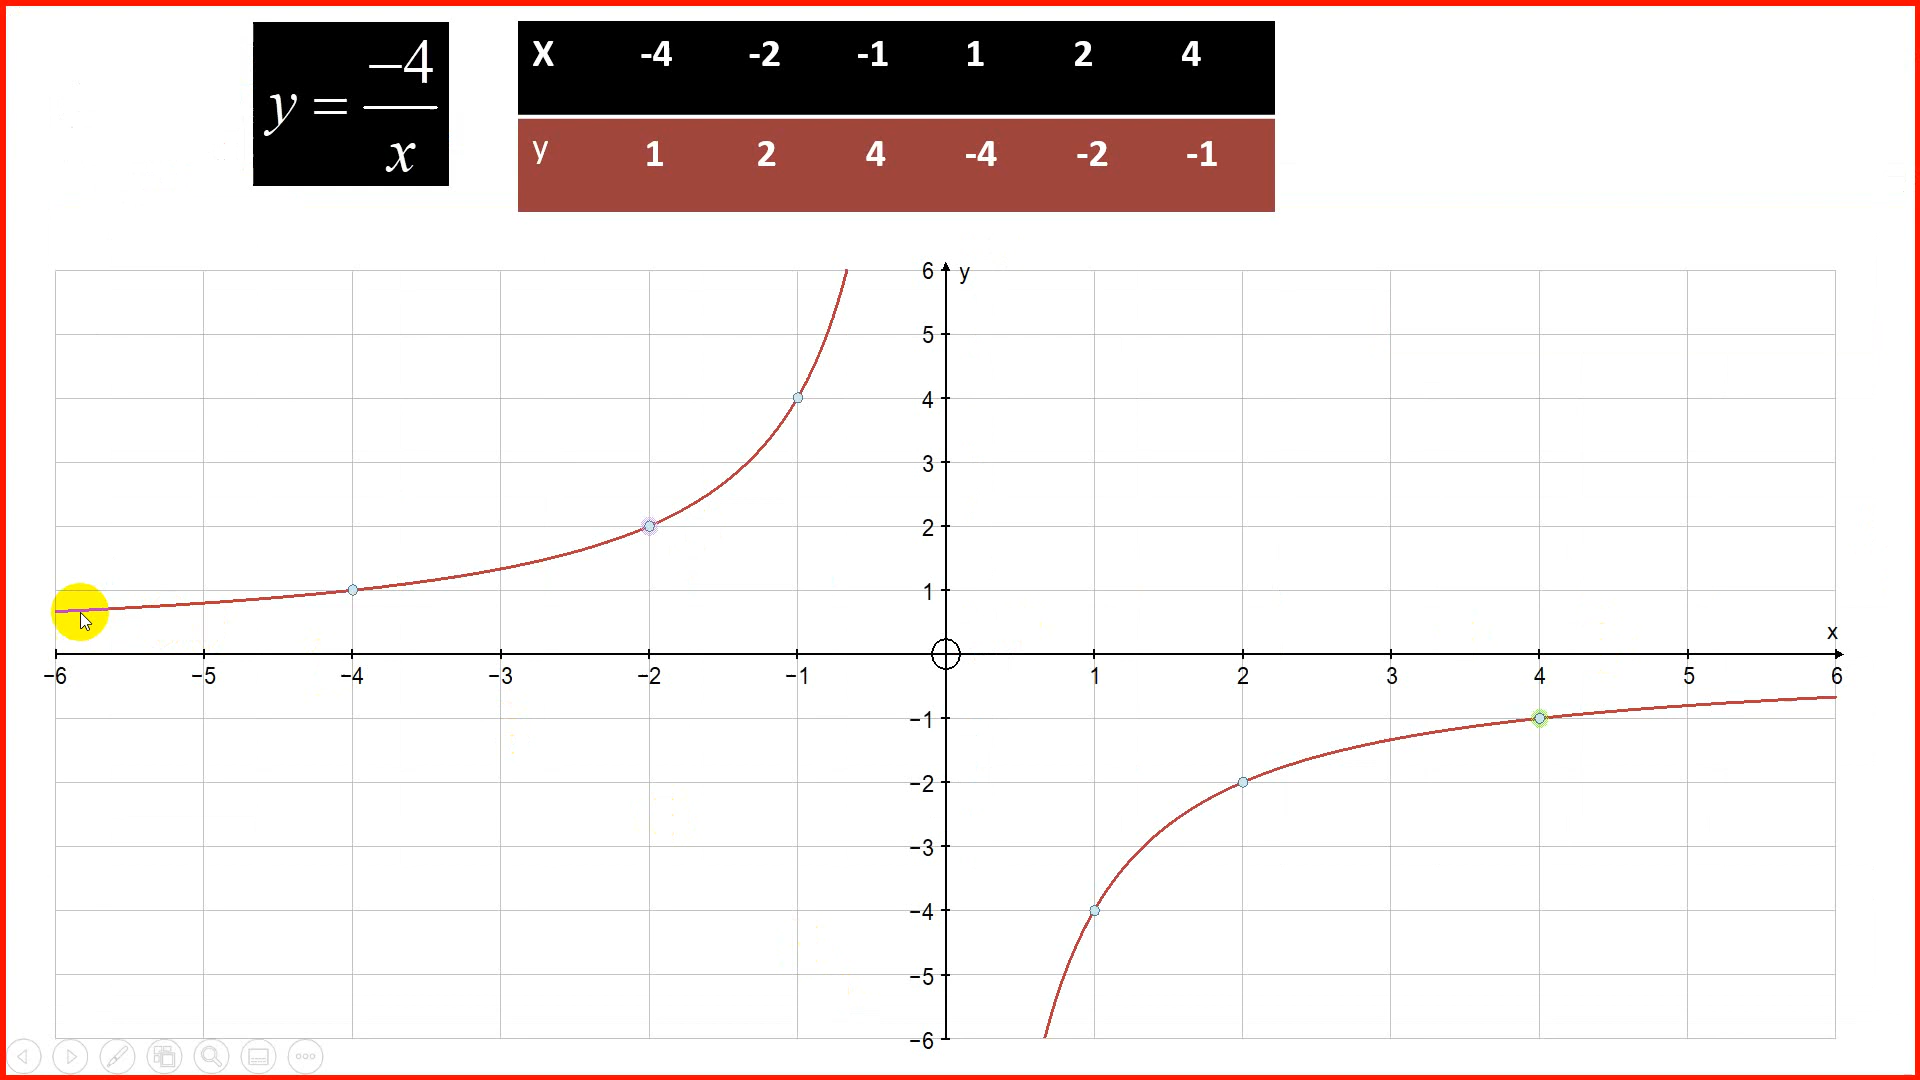 y = −4/x
X -4 -2 -1 1 2 4
y 1 2 4 -4 -2 -1
6 y
5
4
3
2
1
x
−6 −5 −4 −3 −2 −1 1 2 3 4 5 6
−1
−2
−3
−4
−5
−6